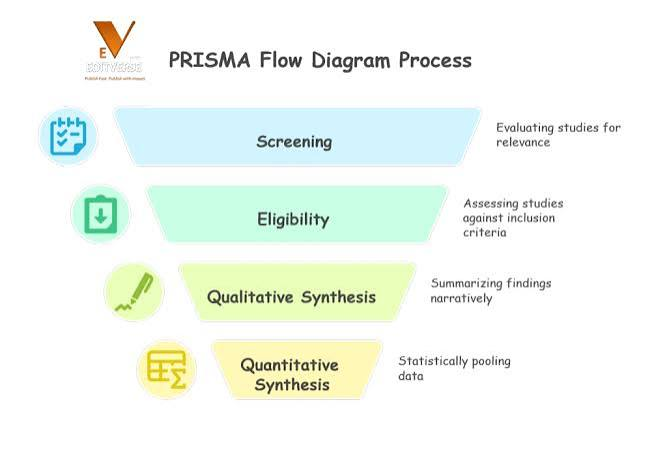 EV
EDITVERSE
Publish Fast. Publish with Impact
PRISMA Flow Diagram Process
Screening
Evaluating studies for
relevance
Eligibility
Assessing studies
against inclusion
criteria
Qualitative Synthesis
Summarizing findings
narratively
Quantitative
Synthesis
Statistically pooling
data